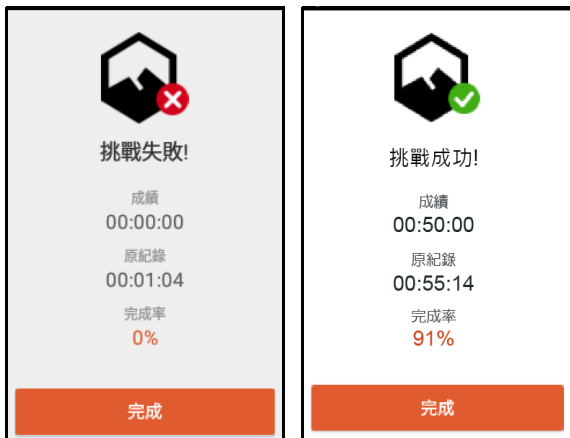 挑戰失敗!
成績
00:00:00
原紀錄
00:01:04
完成率
0%
完成
挑戰成功!
成績
00:50:00
原紀錄
00:55:14
完成率
91%
完成